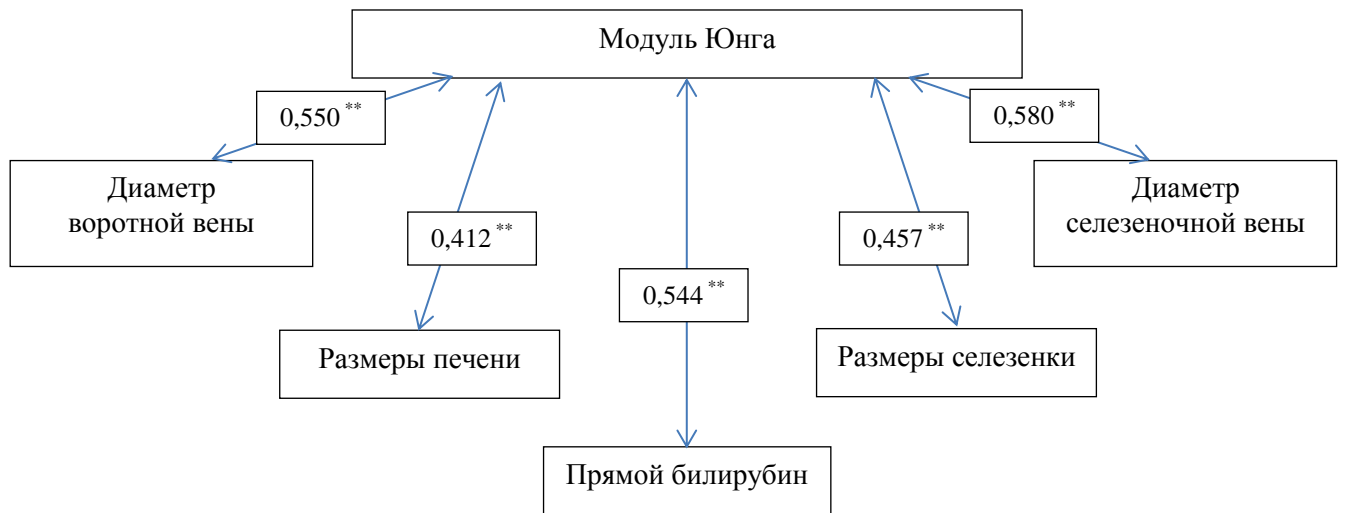 Модуль Юнга
0,550 **
0,580 **
Диаметр
воротной вены
Диаметр
селезеночной вены
0,412 **
0,457 **
0,544 **
Размеры печени
Размеры селезенки
Прямой билирубин